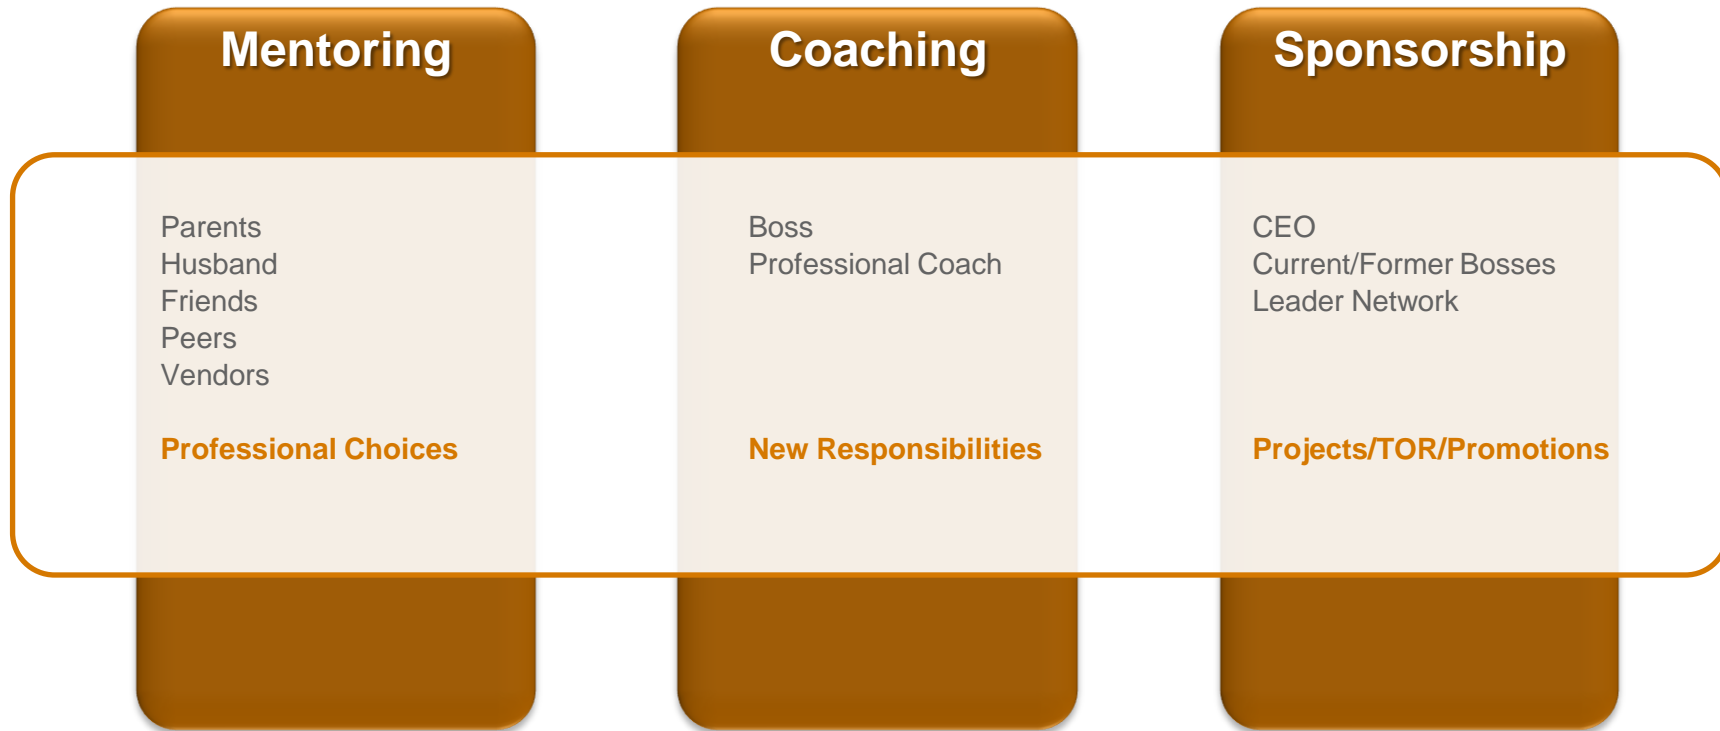 Mentoring
Parents
Husband
Friends
Peers
Vendors
Professional Choices
Coaching
Boss
Professional Coach
New Responsibilities
Sponsorship
CEO
Current/Former Bosses
Leader Network
Projects/TOR/Promotions